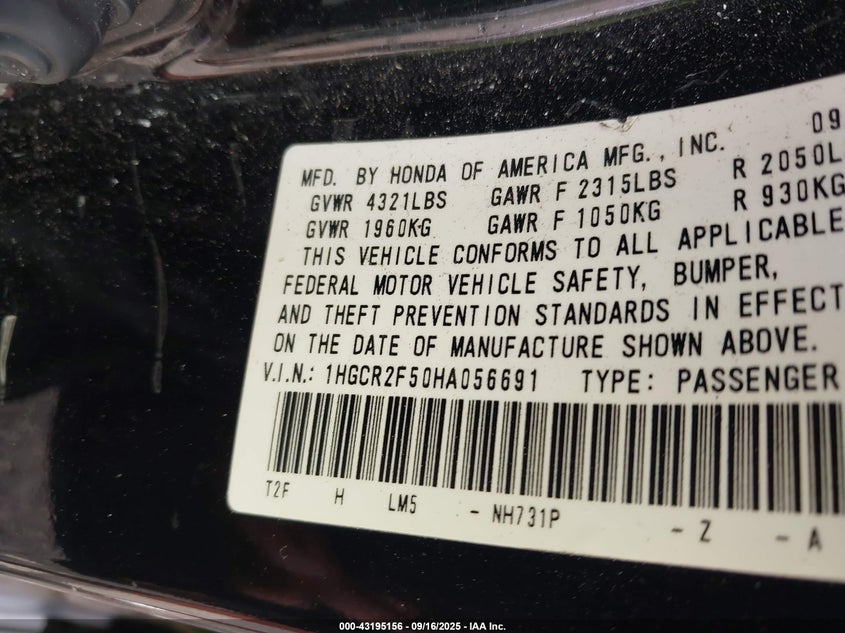 MFD. BY HONDA OF AMERICA MFG., INC. 09
GVWR 4321LBS GAWR F 2315LBS R 2050L
GVWR 1960KG GAWR F 1050KG R 930KG
THIS VEHICLE CONFORMS TO ALL APPLICABLE
FEDERAL MOTOR VEHICLE SAFETY, BUMPER,
AND THEFT PREVENTION STANDARDS IN EFFECT
ON THE DATE OF MANUFACTURE SHOWN ABOVE.
V.I.N.: 1HGCR2F50HA056691 TYPE: PASSENGER
T2F H LM5 - NH731P - Z - A
000-43195156 - 09/16/2025 - IAA Inc.